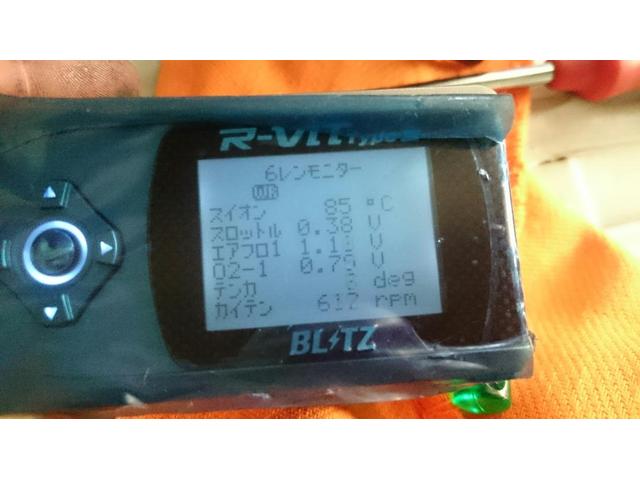 R-VIT Type
6レンモニター
スイオン 85 °C
スロットル 0.38 V
エアフロ1 V
O2-1 V
テンカ deg
カイテン rpm
BLITZ